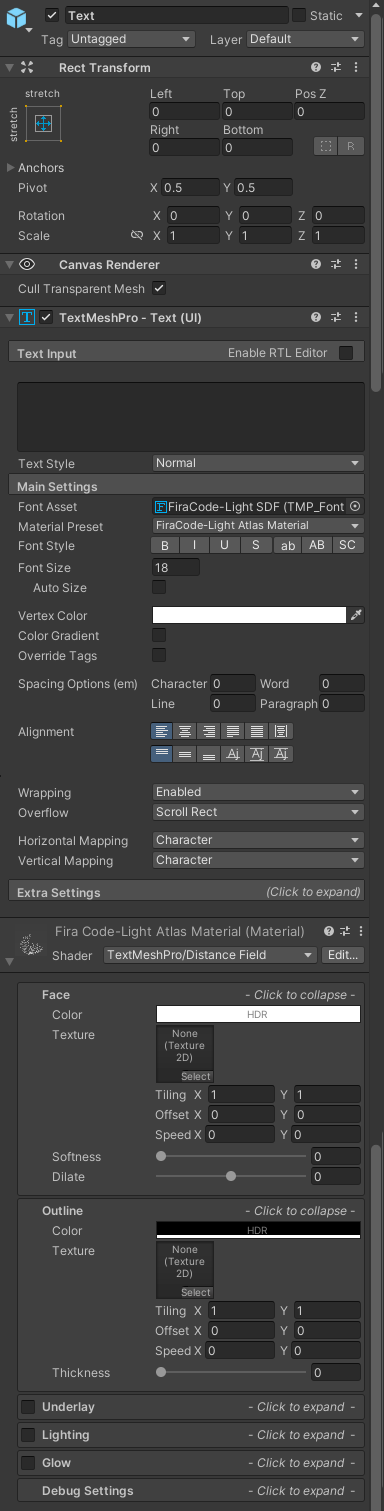 Text Static
Tag Untagged Layer Default
Rect Transform
stretch Left Top Pos Z
stretch 0 0 0
Right Bottom
0 0 R
Anchors
Pivot X 0.5 Y 0.5
Rotation X 0 Y 0 Z 0
Scale X 1 Y 1 Z 1
Canvas Renderer
Cull Transparent Mesh
TextMeshPro - Text (UI)
Text Input Enable RTL Editor
Text Style Normal
Main Settings
Font Asset FiraCode-Light SDF (TMP_Font
Material Preset FiraCode-Light Atlas Material
Font Style B I U S ab AB SC
Font Size 18
Auto Size
Vertex Color
Color Gradient
Override Tags
Spacing Options (em) Character 0 Word 0
Line 0 Paragraph 0
Alignment
Wrapping Enabled
Overflow Scroll Rect
Horizontal Mapping Character
Vertical Mapping Character
Extra Settings (Click to expand)
Fira Code-Light Atlas Material (Material)
Shader TextMeshPro/Distance Field Edit...
Face - Click to collapse -
Color HDR
Texture None
(Texture
2D)
Select
Tiling X 1 Y 1
Offset X 0 Y 0
Speed X 0 Y 0
Softness 0
Dilate 0
Outline - Click to collapse -
Color HDR
Texture None
(Texture
2D)
Select
Tiling X 1 Y 1
Offset X 0 Y 0
Speed X 0 Y 0
Thickness 0
Underlay - Click to expand -
Lighting - Click to expand -
Glow - Click to expand -
Debug Settings - Click to expand -